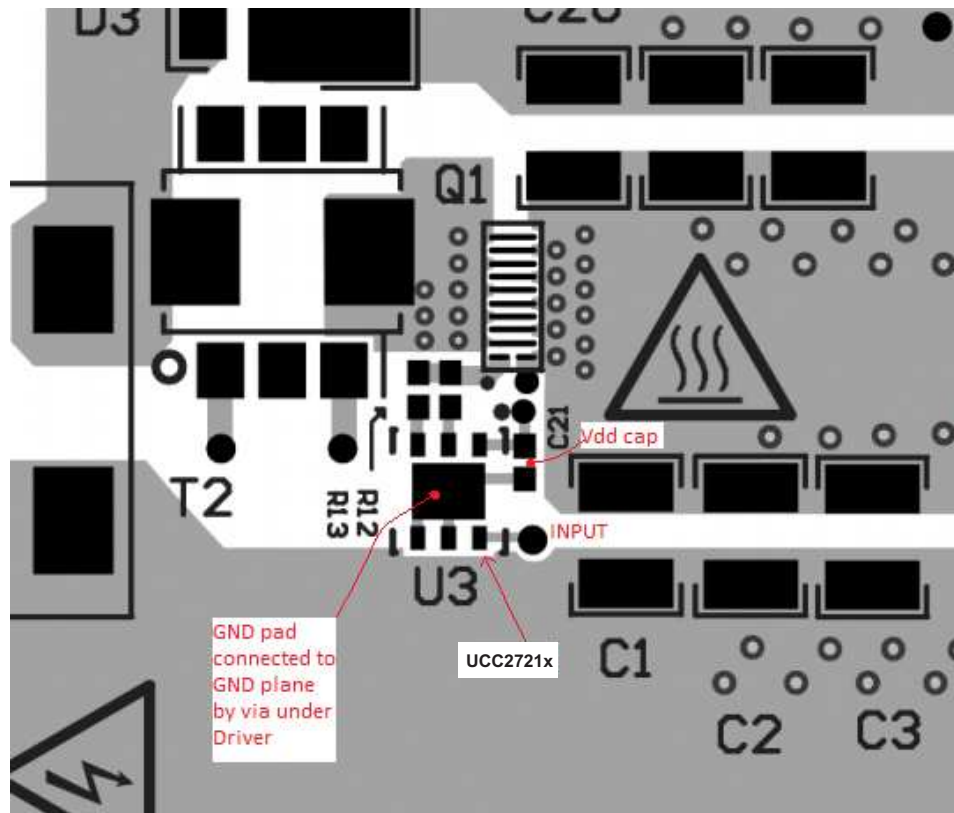 D3
C20
Q1
C21
Vdd cap
T2
R13
R12
INPUT
U3
GND pad
connected to
GND plane
by via under
Driver
UCC2721x
C1
C2
C3